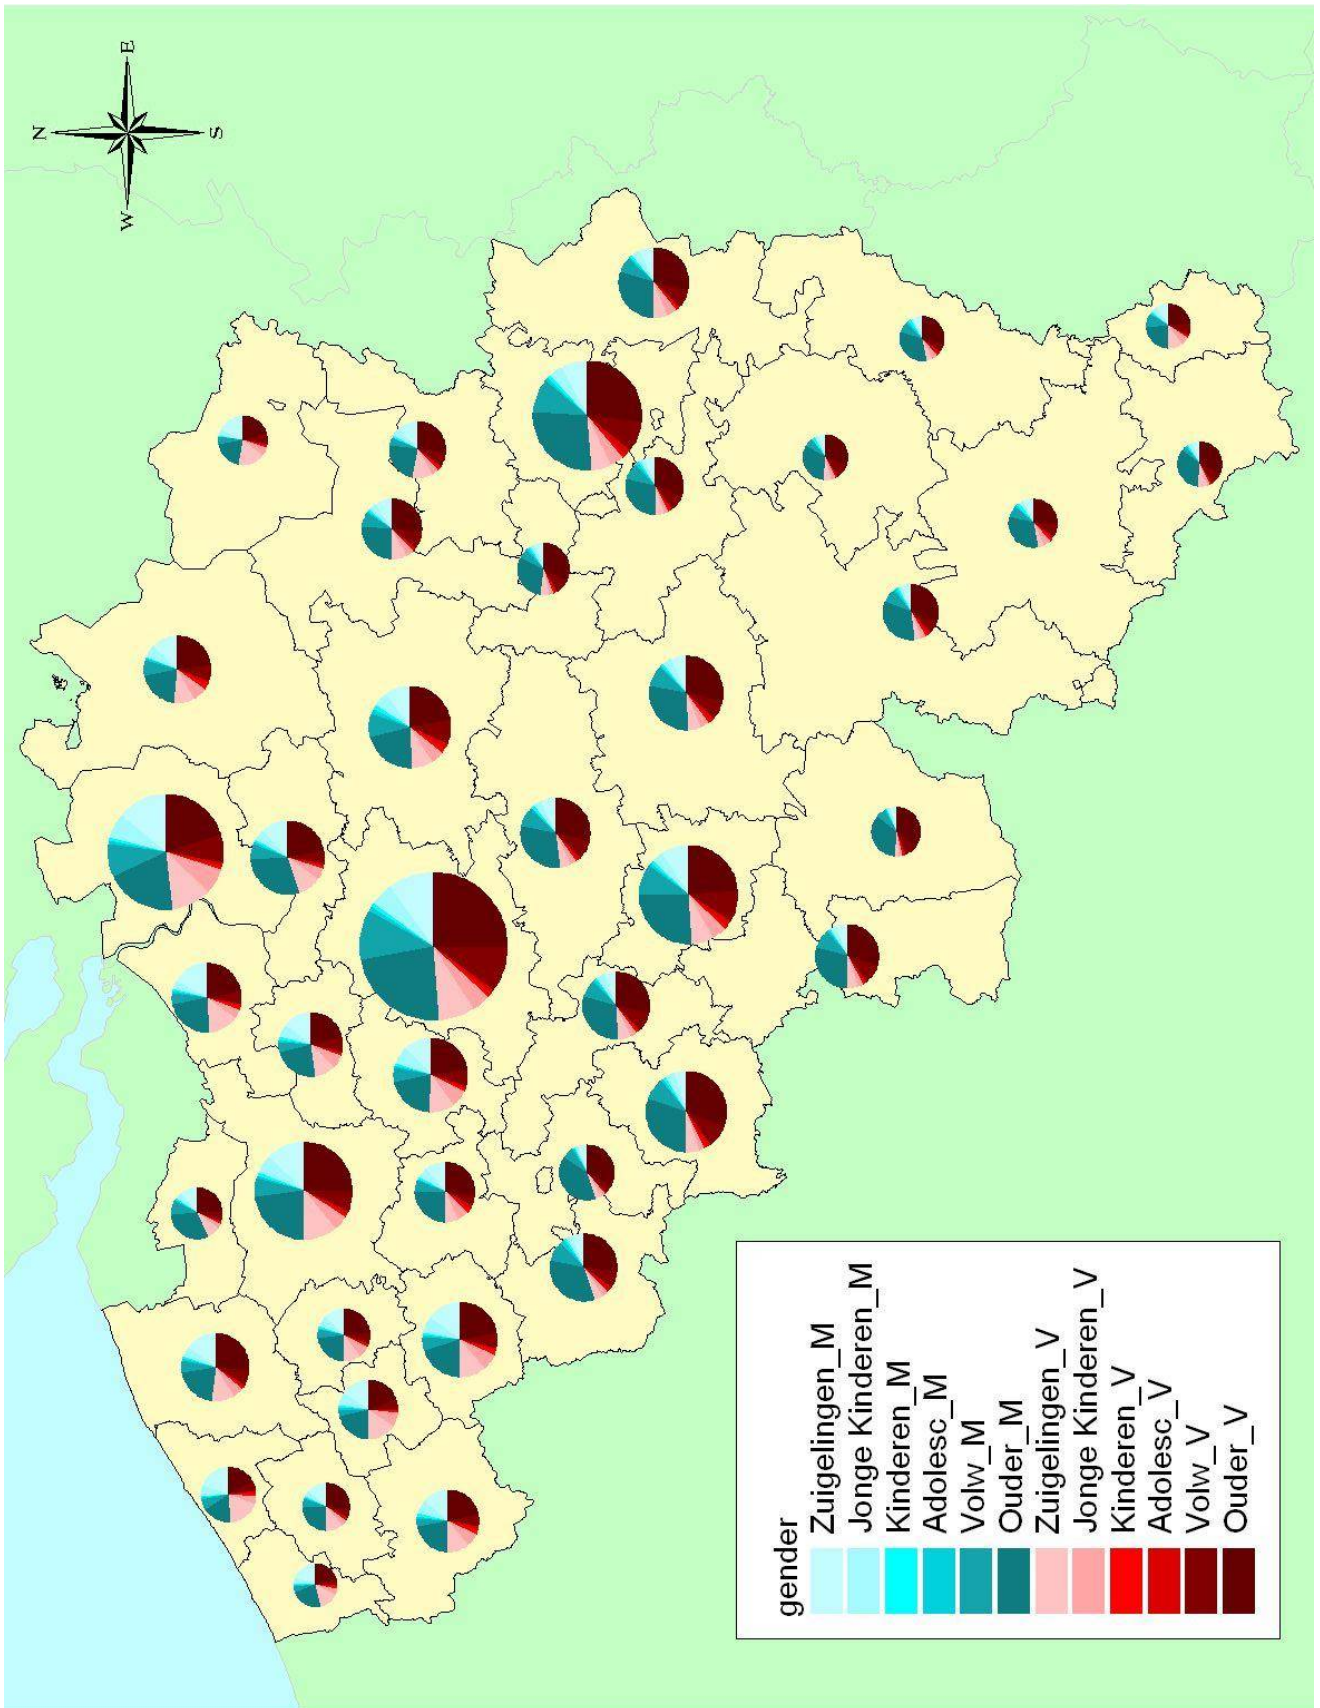 N
E
W
S
gender
Zuigelingen_M
Jonge Kinderen_M
Kinderen_M
Adolesc_M
Volw_M
Ouder_M
Zuigelingen_V
Jonge Kinderen_V
Kinderen_V
Adolesc_V
Volw_V
Ouder_V